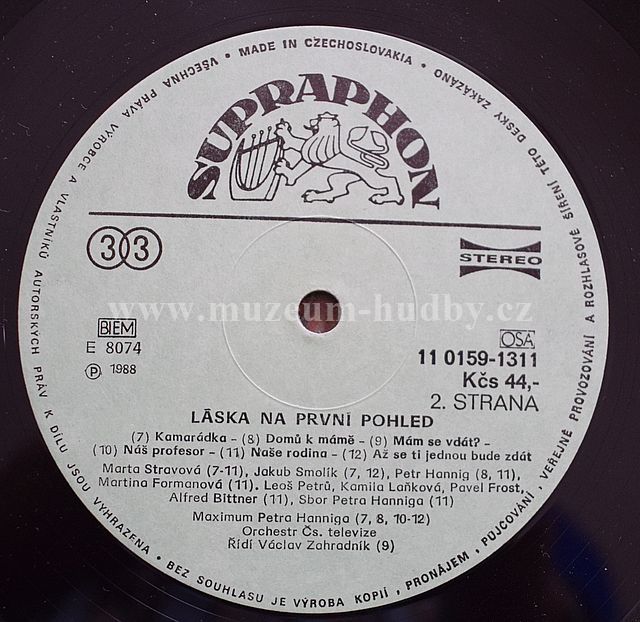 VŠECHNA PRÁVA VÝROBCE A VLASTNÍKŮ AUTORSKÝCH PRÁV K DÍLU JSOU VYHRAZENA • BEZ SOUHLASU JE VÝROBA KOPIÍ, PRONÁJEM, PŮJČOVÁNÍ, VEŘEJNÉ PROVOZOVÁNÍ A ROZHLASOVÉ ŠÍŘENÍ TÉTO DESKY ZAKÁZÁNO • MADE IN CZECHOSLOVAKIA •
SUPRAPHON
33
STEREO
www.muzeum-hudby.cz
BIEM
OSA
E 8074
11 0159-1311
Ⓟ 1988
Kčs 44,-
2. STRANA
LÁSKA NA PRVNÍ POHLED
(7) Kamarádka - (8) Domů k mámě - (9) Mám se vdát? -
(10) Náš profesor - (11) Naše rodina - (12) Až se ti jednou bude zdát
Marta Stravová (7-11), Jakub Smolík (7, 12), Petr Hannig (8, 11),
Martina Formanová (11). Leoš Petrů, Kamila Laňková, Pavel Frost,
Alfred Bittner (11), Sbor Petra Hanniga (11)
Maximum Petra Hanniga (7, 8, 10-12)
Orchestr Čs. televize
Řídí Václav Zahradník (9)